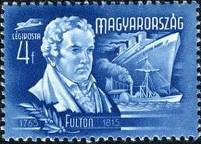 LÉGIPOSTA
MAGYARORSZÁG
4f
1765 FULTON 1815